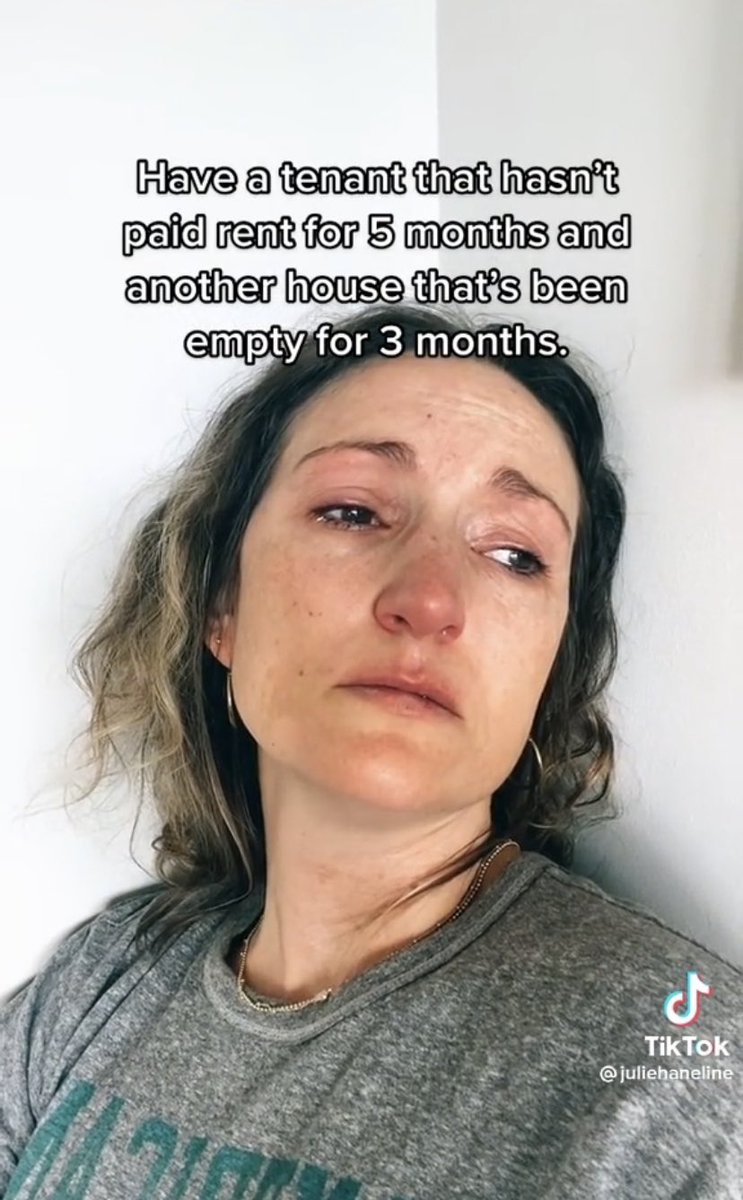 Have a tenant that hasn't
paid rent for 5 months and
another house that's been
empty for 3 months.
TikTok
@juliehaneline